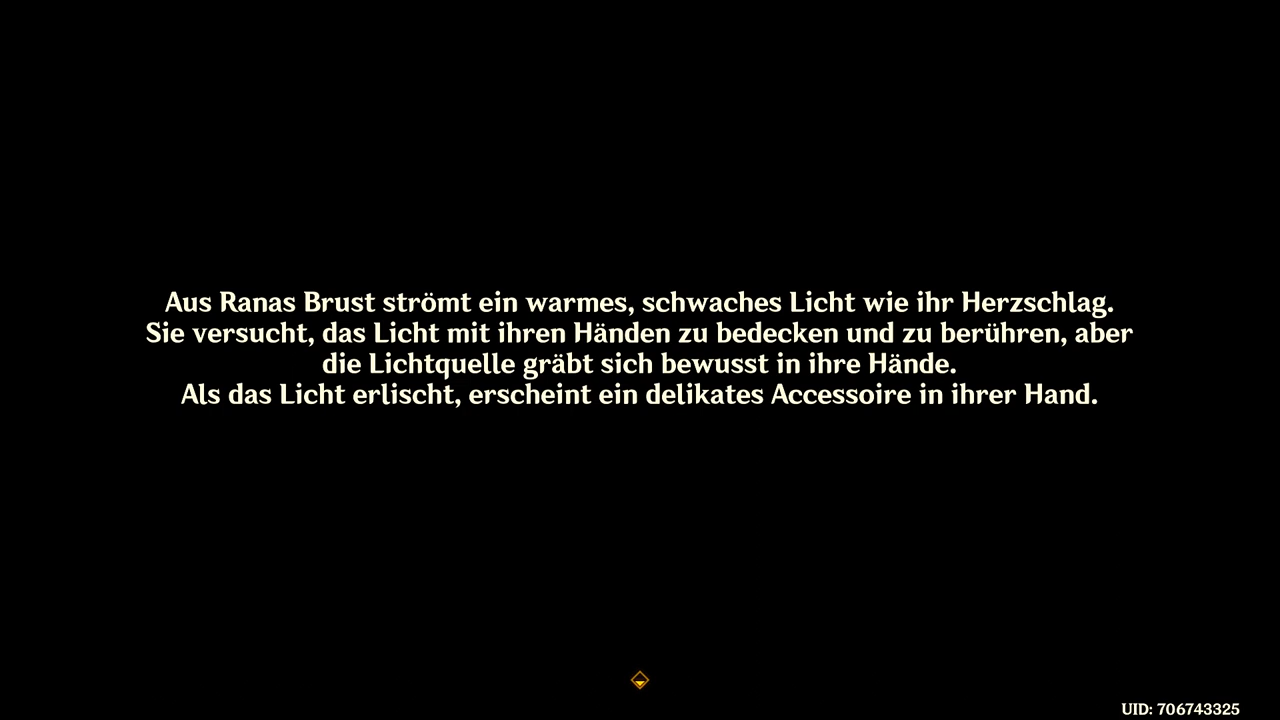 Aus Ranas Brust strömt ein warmes, schwaches Licht wie ihr Herzschlag.
Sie versucht, das Licht mit ihren Händen zu bedecken und zu berühren, aber
die Lichtquelle gräbt sich bewusst in ihre Hände.
Als das Licht erlischt, erscheint ein delikates Accessoire in ihrer Hand.
UID: 706743325